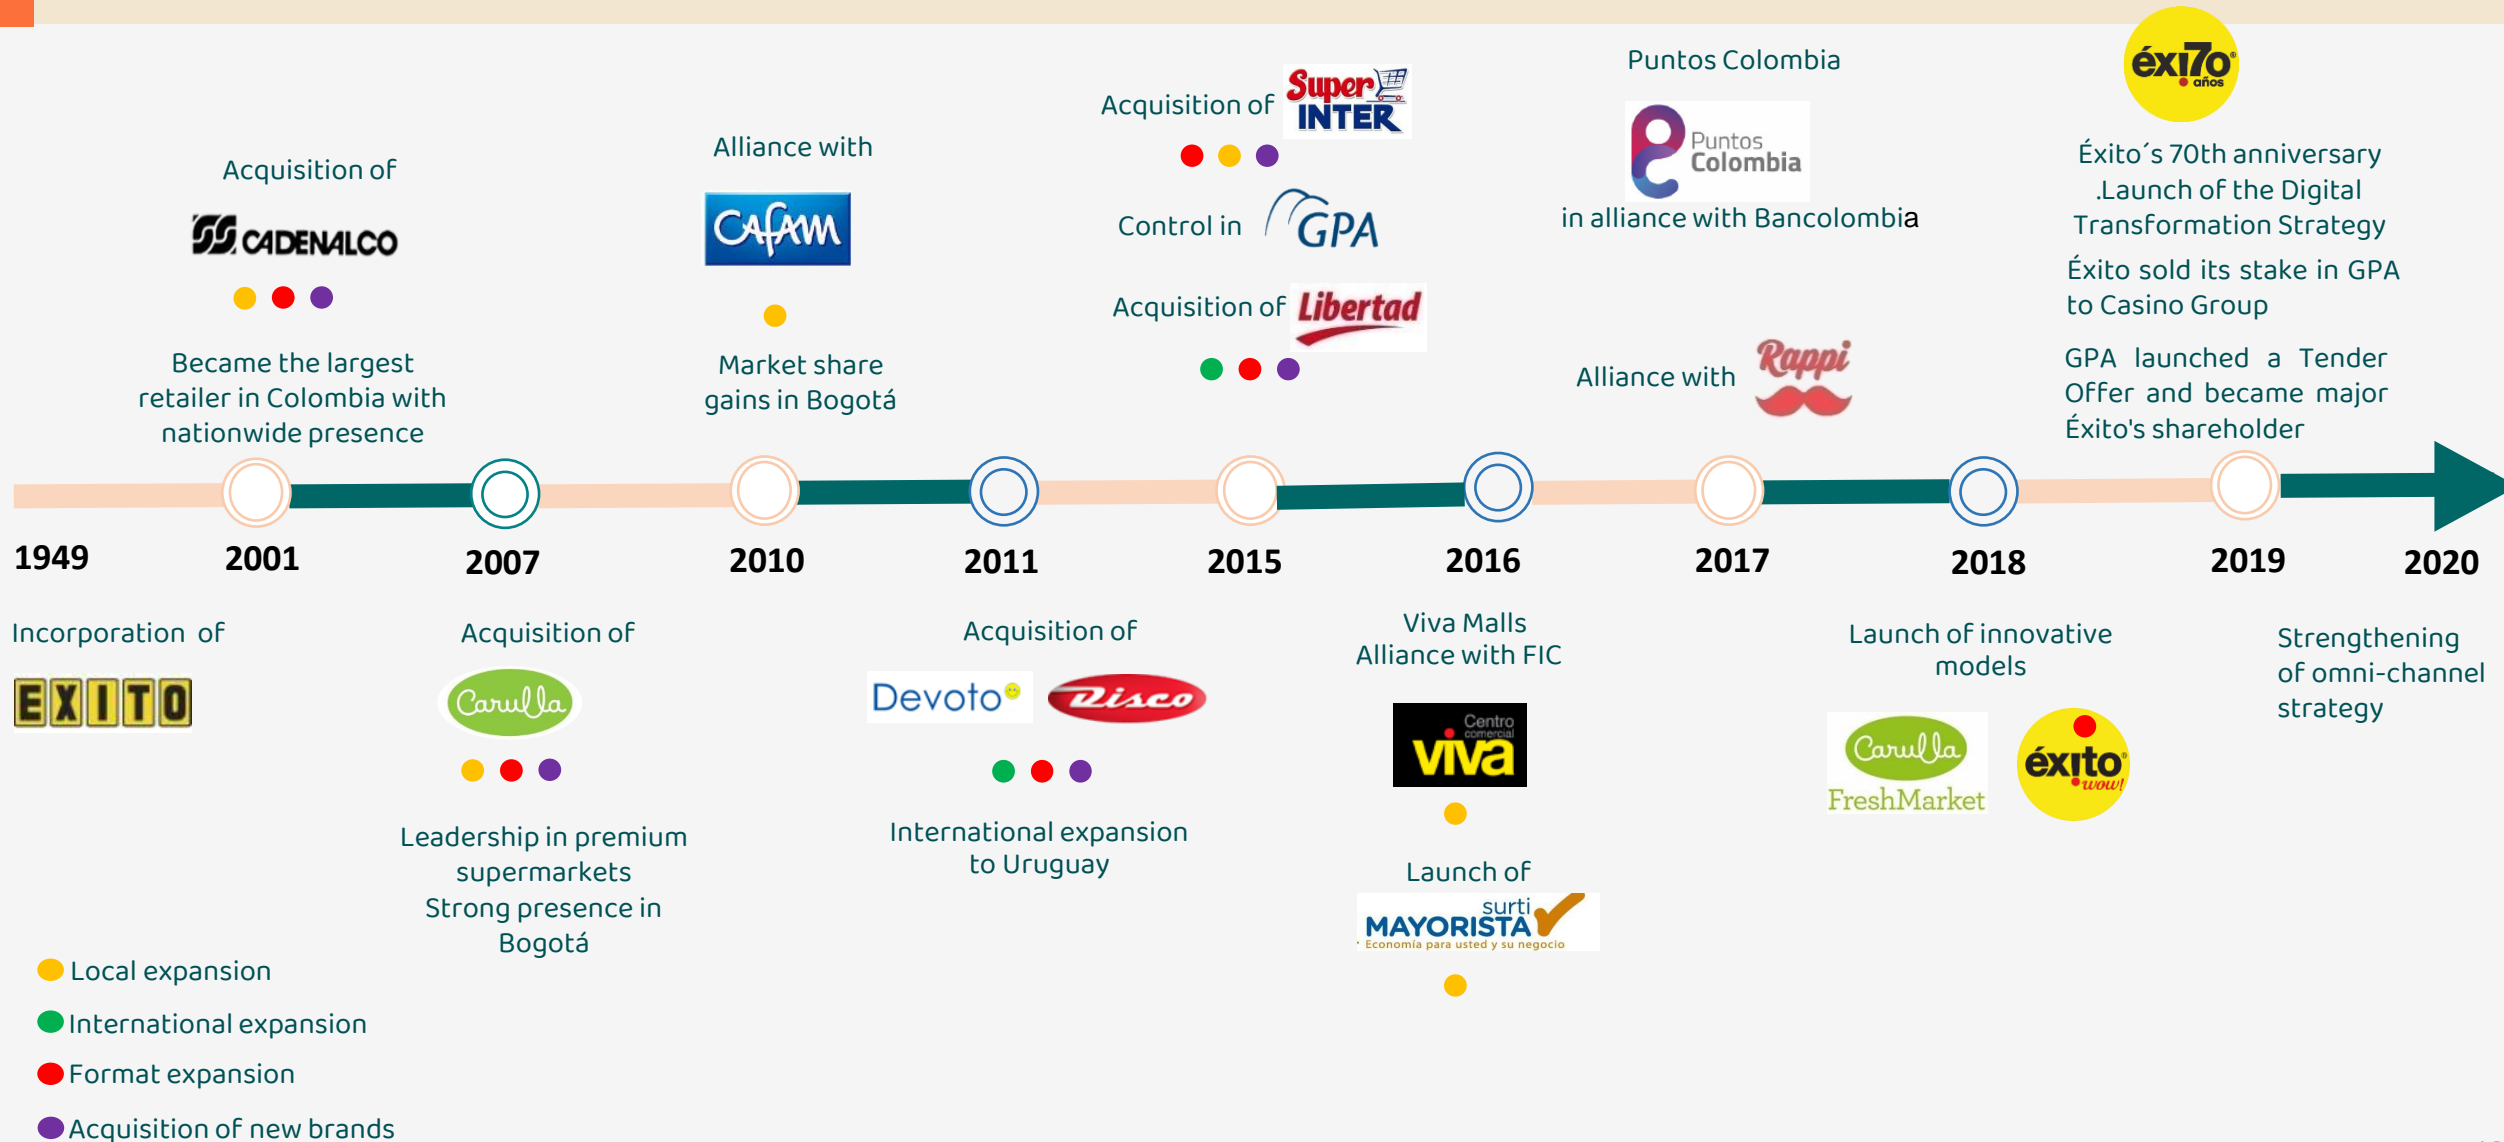 Acquisition of
CADENALCO
Became the largest
retailer in Colombia with
nationwide presence
Alliance with
CAFAM
Market share
gains in Bogotá
Acquisition of
Super
INTER
Control in
GPA
Acquisition of
Libertad
Puntos Colombia
Puntos
Colombia
in alliance with Bancolombia
Alliance with
Rappi
éxi70
años
Éxito´s 70th anniversary
.Launch of the Digital
Transformation Strategy
Éxito sold its stake in GPA
to Casino Group
GPA launched a Tender
Offer and became major
Éxito's shareholder
1949
2001
2007
2010
2011
2015
2016
2017
2018
2019
2020
Incorporation of
EXITO
Acquisition of
Carulla
Leadership in premium
supermarkets
Strong presence in
Bogotá
Acquisition of
Devoto
Disco
International expansion
to Uruguay
Viva Malls
Alliance with FIC
Centro
comercial
viva
Launch of
surti
MAYORISTA
Economía para usted y su negocio
Launch of innovative
models
Carulla
FreshMarket
éxito
wow!
Strengthening
of omni-channel
strategy
Local expansion
International expansion
Format expansion
Acquisition of new brands